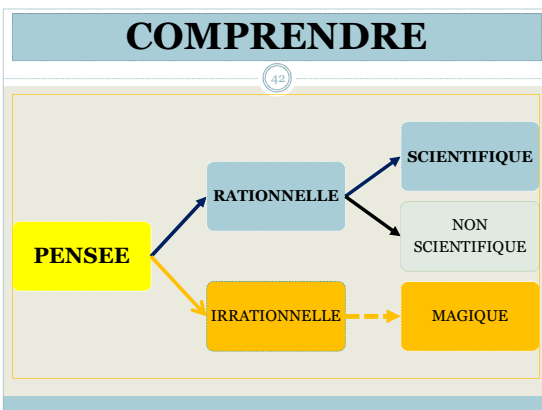 COMPRENDRE
42
SCIENTIFIQUE
RATIONNELLE
NON
SCIENTIFIQUE
PENSEE
IRRATIONNELLE
MAGIQUE